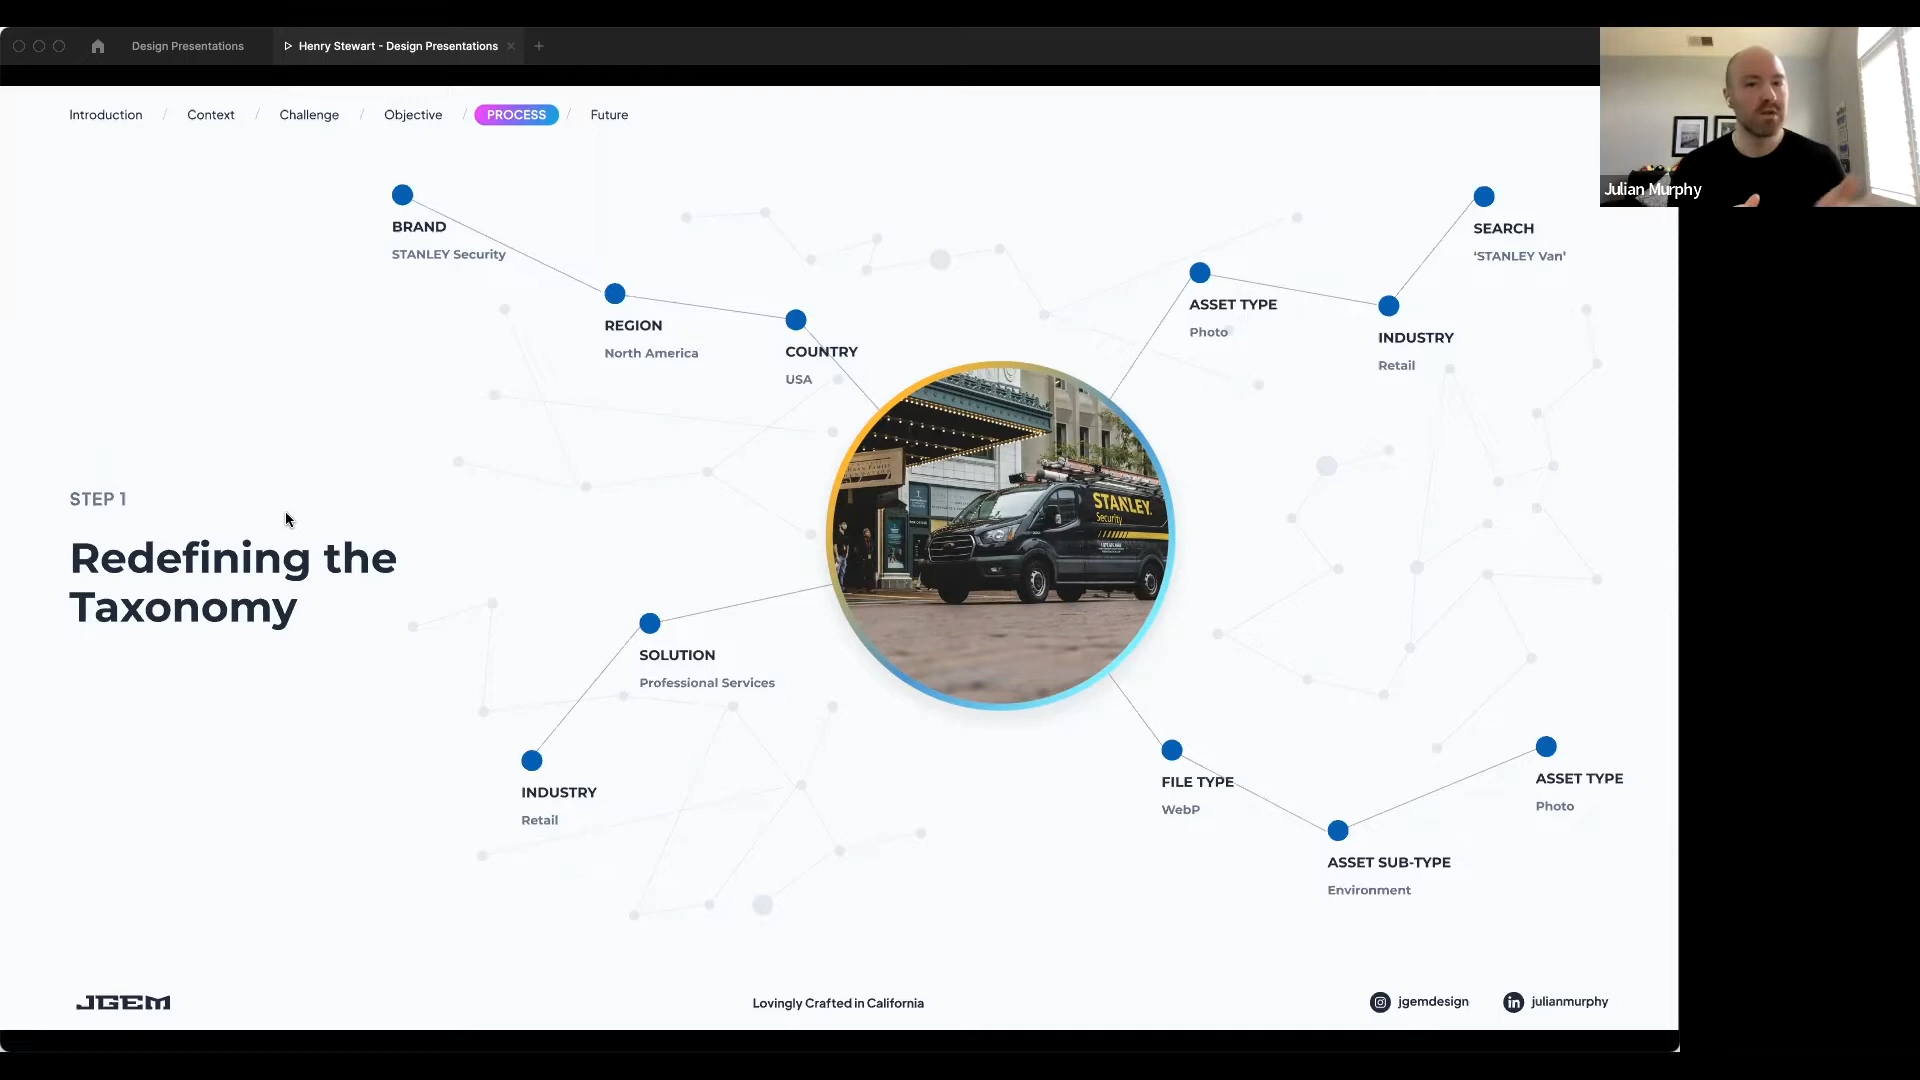 Design Presentations
Henry Stewart - Design Presentations
Introduction / Context / Challenge / Objective / PROCESS / Future
Julian Murphy
BRAND
STANLEY Security
REGION
North America
COUNTRY
USA
ASSET TYPE
Photo
INDUSTRY
Retail
SEARCH
‘STANLEY Van’
STANLEY.
Security
STEP 1
Redefining the
Taxonomy
SOLUTION
Professional Services
INDUSTRY
Retail
FILE TYPE
WebP
ASSET SUB-TYPE
Environment
ASSET TYPE
Photo
JGEM
Lovingly Crafted in California
jgemdesign
in julianmurphy